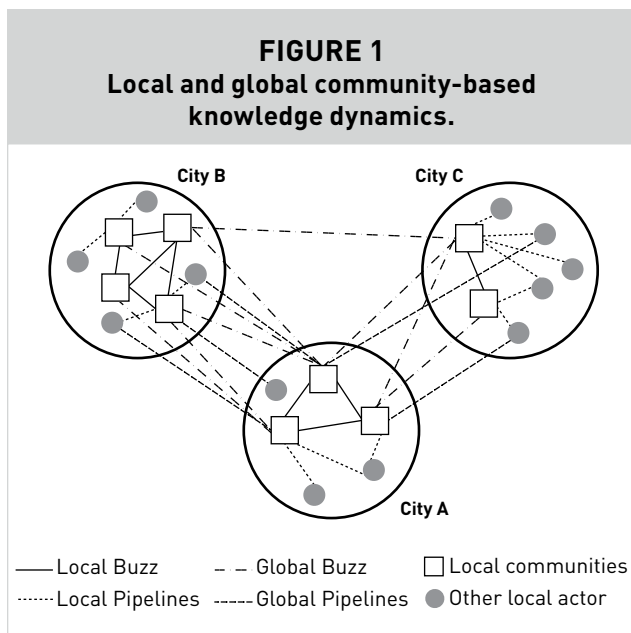 FIGURE 1
Local and global community-based
knowledge dynamics.
City B
City C
City A
Local Buzz
Global Buzz
Local communities
Local Pipelines
Global Pipelines
Other local actor